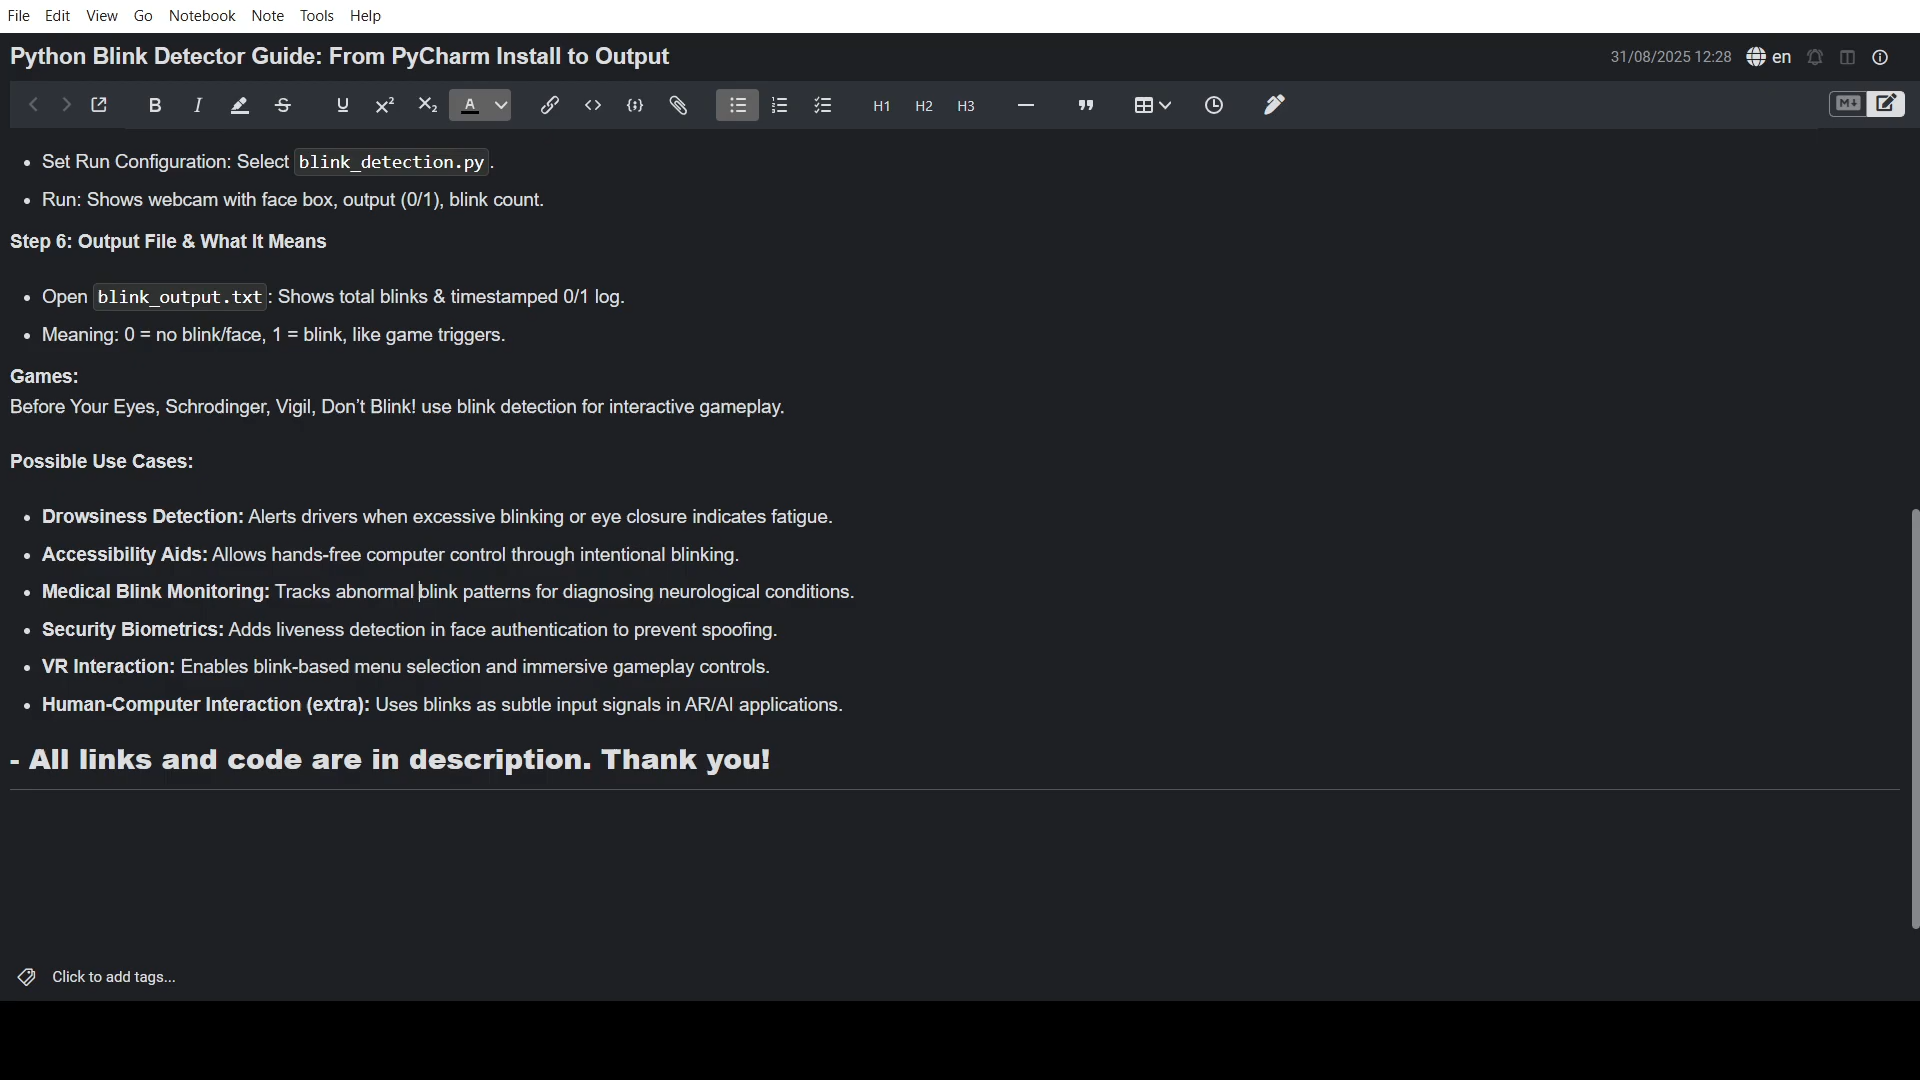 File Edit View Go Notebook Note Tools Help
Python Blink Detector Guide: From PyCharm Install to Output
31/08/2025 12:28 en
B I S U X² X₂ A H1 H2 H3 M
• Set Run Configuration: Select blink_detection.py.
• Run: Shows webcam with face box, output (0/1), blink count.
Step 6: Output File & What It Means
• Open blink_output.txt: Shows total blinks & timestamped 0/1 log.
• Meaning: 0 = no blink/face, 1 = blink, like game triggers.
Games:
Before Your Eyes, Schrodinger, Vigil, Don’t Blink! use blink detection for interactive gameplay.
Possible Use Cases:
• Drowsiness Detection: Alerts drivers when excessive blinking or eye closure indicates fatigue.
• Accessibility Aids: Allows hands-free computer control through intentional blinking.
• Medical Blink Monitoring: Tracks abnormal blink patterns for diagnosing neurological conditions.
• Security Biometrics: Adds liveness detection in face authentication to prevent spoofing.
• VR Interaction: Enables blink-based menu selection and immersive gameplay controls.
• Human-Computer Interaction (extra): Uses blinks as subtle input signals in AR/AI applications.
- All links and code are in description. Thank you!
Click to add tags...